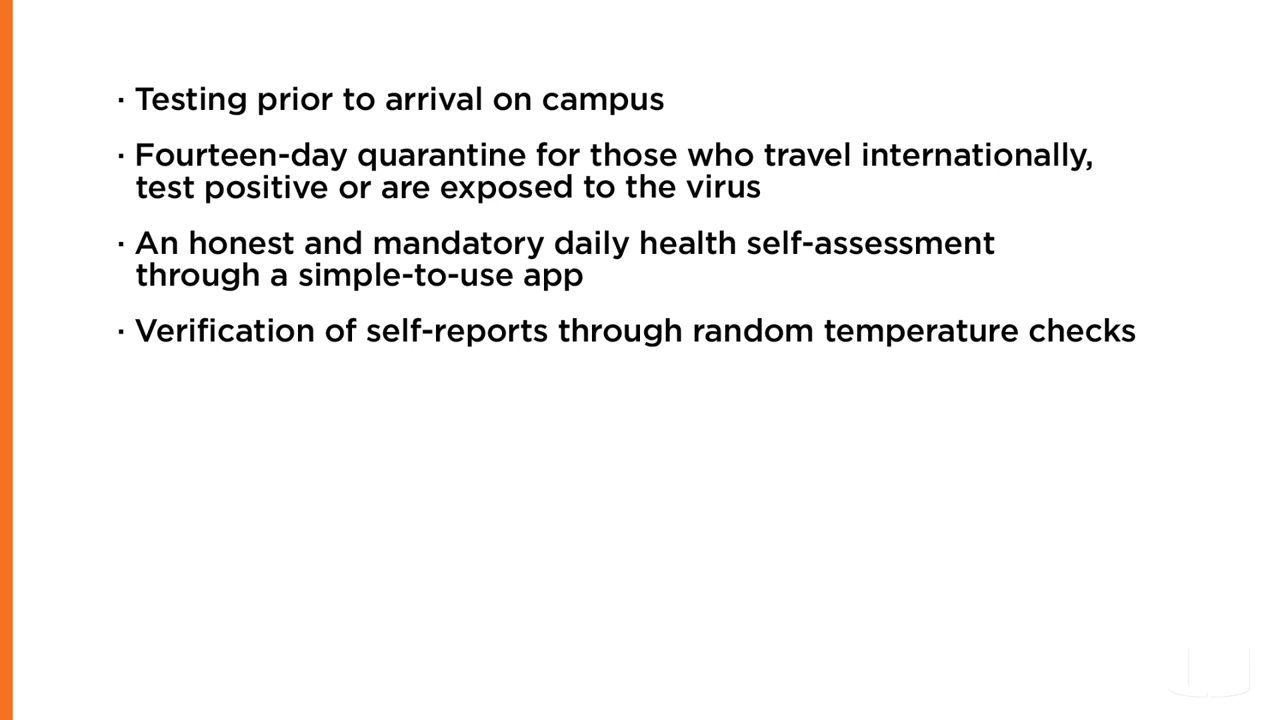 · Testing prior to arrival on campus
· Fourteen-day quarantine for those who travel internationally,
test positive or are exposed to the virus
· An honest and mandatory daily health self-assessment
through a simple-to-use app
· Verification of self-reports through random temperature checks